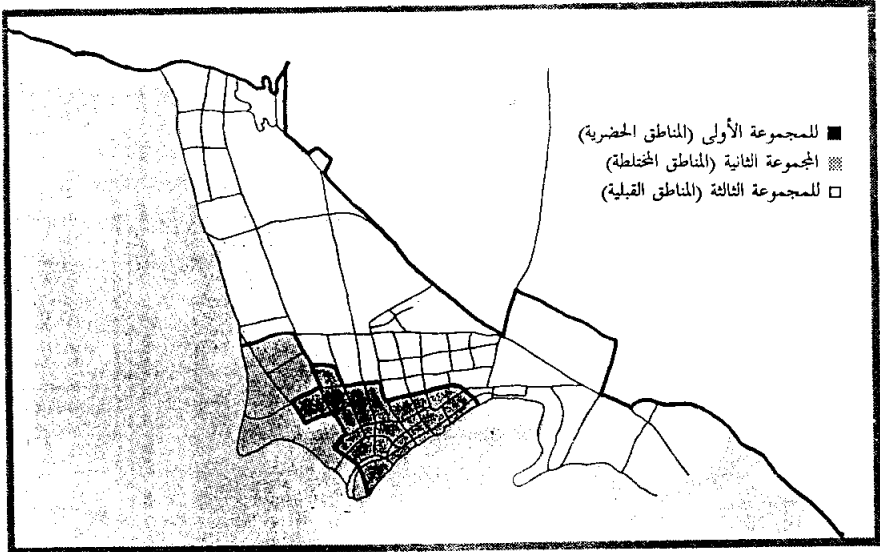 للمجموعة الأولى (المناطق الحضرية)
المجموعة الثانية (المناطق المختلطة)
للمجموعة الثالثة (المناطق القبلية)